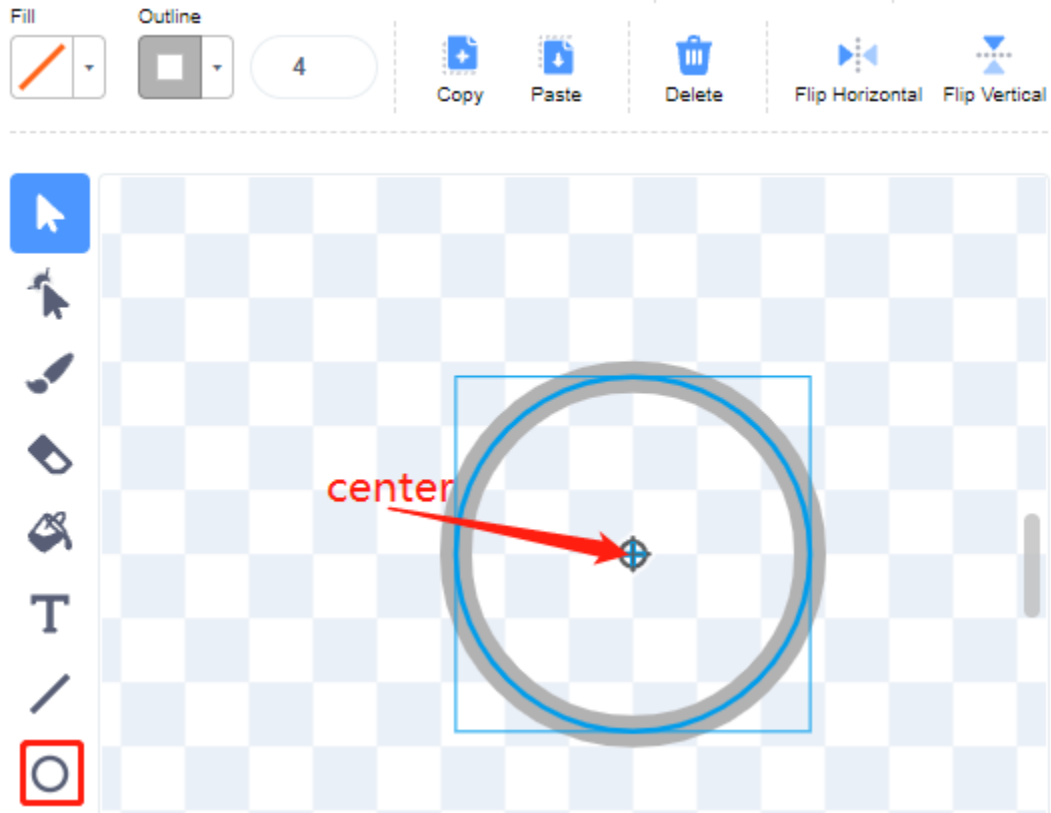 Fill
Outline
4
Copy
Paste
Delete
Flip Horizontal
Flip Vertical
center
T